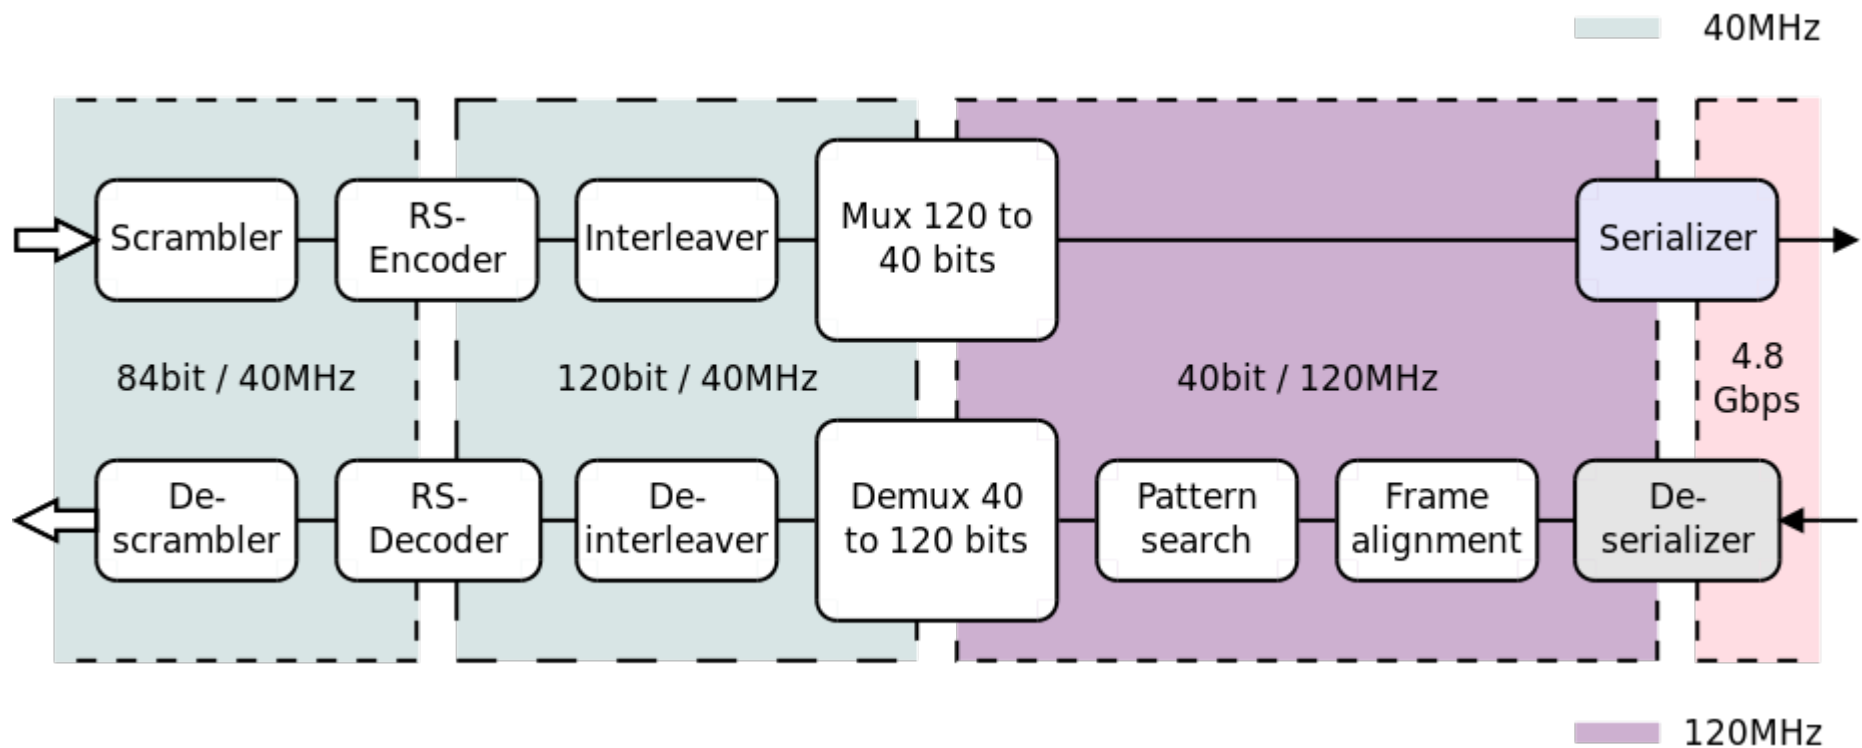 40MHz
Scrambler
RS-
Encoder
Interleaver
Mux 120 to
40 bits
Serializer
84bit / 40MHz
120bit / 40MHz
40bit / 120MHz
4.8
Gbps
De-
scrambler
RS-
Decoder
De-
interleaver
Demux 40
to 120 bits
Pattern
search
Frame
alignment
De-
serializer
120MHz